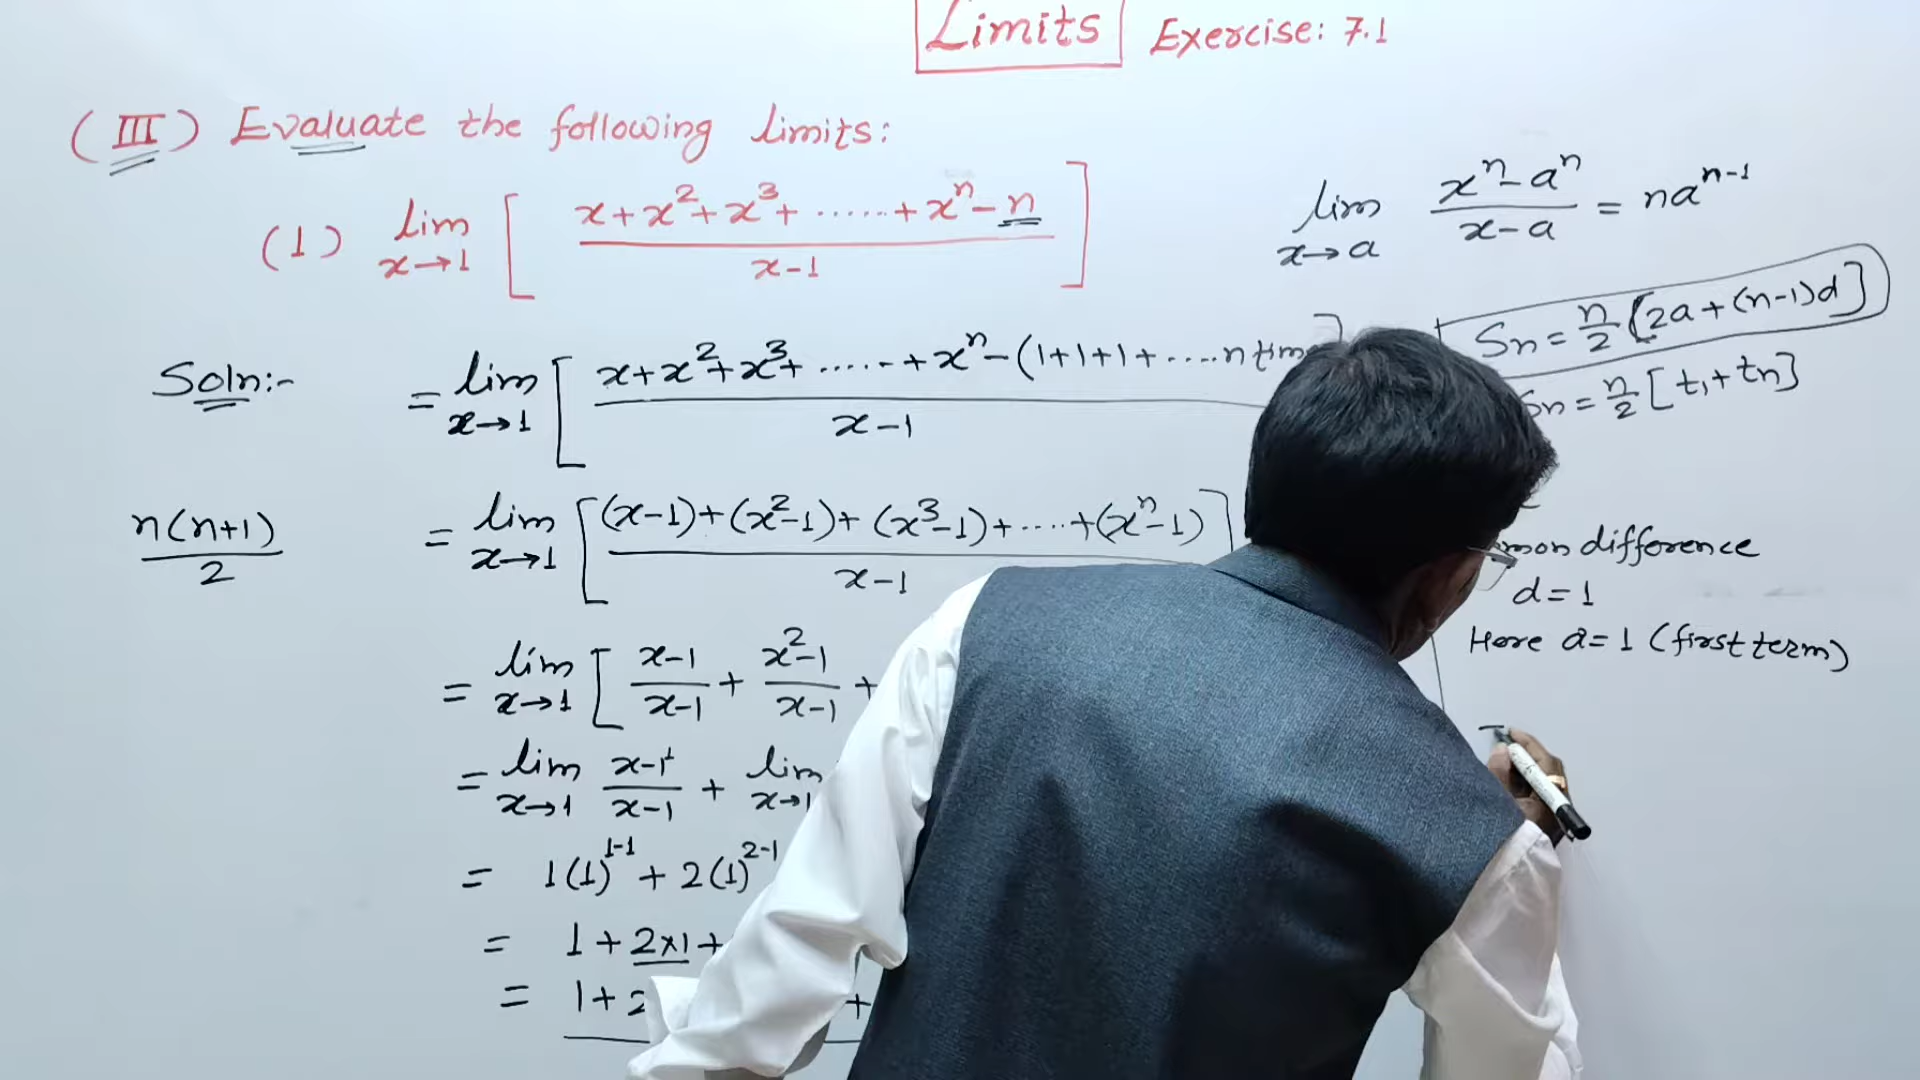 Limits Exercise: 7.1
(III) Evaluate the following limits:
(1) lim x→1 [ x+x²+x³+ ...... + xⁿ - n / x-1 ]
lim x→a xⁿ-aⁿ / x-a = naⁿ⁻¹
Sn = n/2 [2a+(n-1)d]
Sn = n/2 [t₁+tn]
Soln:-
= lim x→1 [ x+x²+x³+ ..... + xⁿ - (1+1+1+ .... n
x-1
n(n+1) / 2
= lim x→1 [ (x-1)+(x²-1)+(x³-1)+ .... +(xⁿ-1) / x-1 ]
difference
d = 1
Here a = 1 (first term)
= lim x→1 [ x-1 / x-1 + x²-1 / x-1 +
= lim x→1 x-1 / x-1 + lim x→1
= 1(1)¹⁻¹ + 2(1)²⁻¹
= 1 + 2×1 +
= 1+2 +